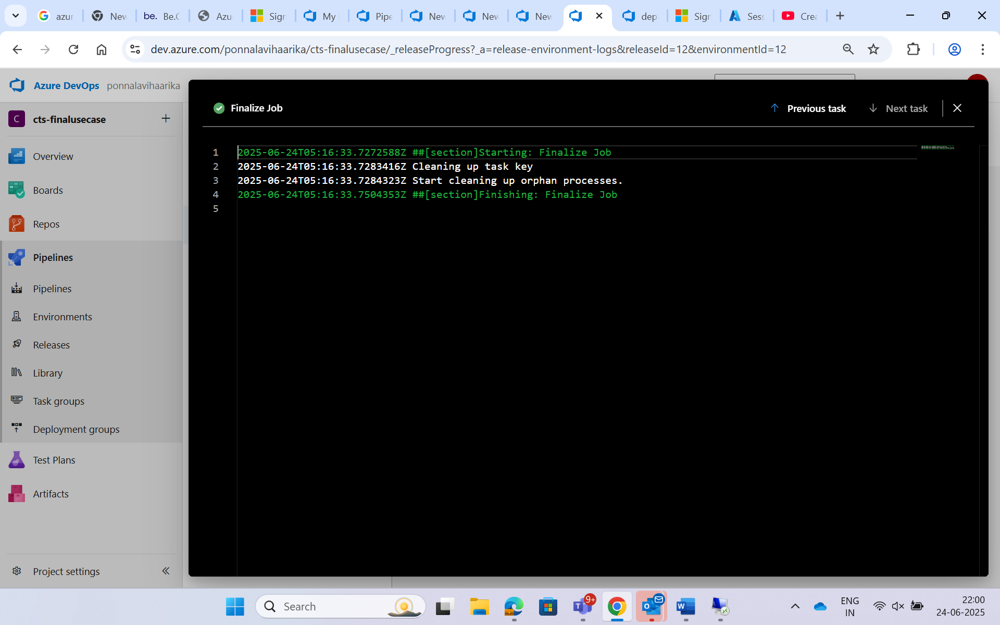 azur
New
be. Be.C
Azu
Sign
My
Pipe
New
New
New
dep
Sign
Sess
Crea
dev.azure.com/ponnalavihaarika/cts-finalusecase/_releaseProgress?_a=release-environment-logs&releaseId=12&environmentId=12
Azure DevOps ponnalavihaarika
C cts-finalusecase
Overview
Boards
Repos
Pipelines
Pipelines
Environments
Releases
Library
Task groups
Deployment groups
Test Plans
Artifacts
Project settings
Finalize Job
Previous task
Next task
1 2025-06-24T05:16:33.7272588Z ##[section]Starting: Finalize Job
2 2025-06-24T05:16:33.7283416Z Cleaning up task key
3 2025-06-24T05:16:33.7284323Z Start cleaning up orphan processes.
4 2025-06-24T05:16:33.7504353Z ##[section]Finishing: Finalize Job
5
Search
9+
ENG
IN
22:00
24-06-2025